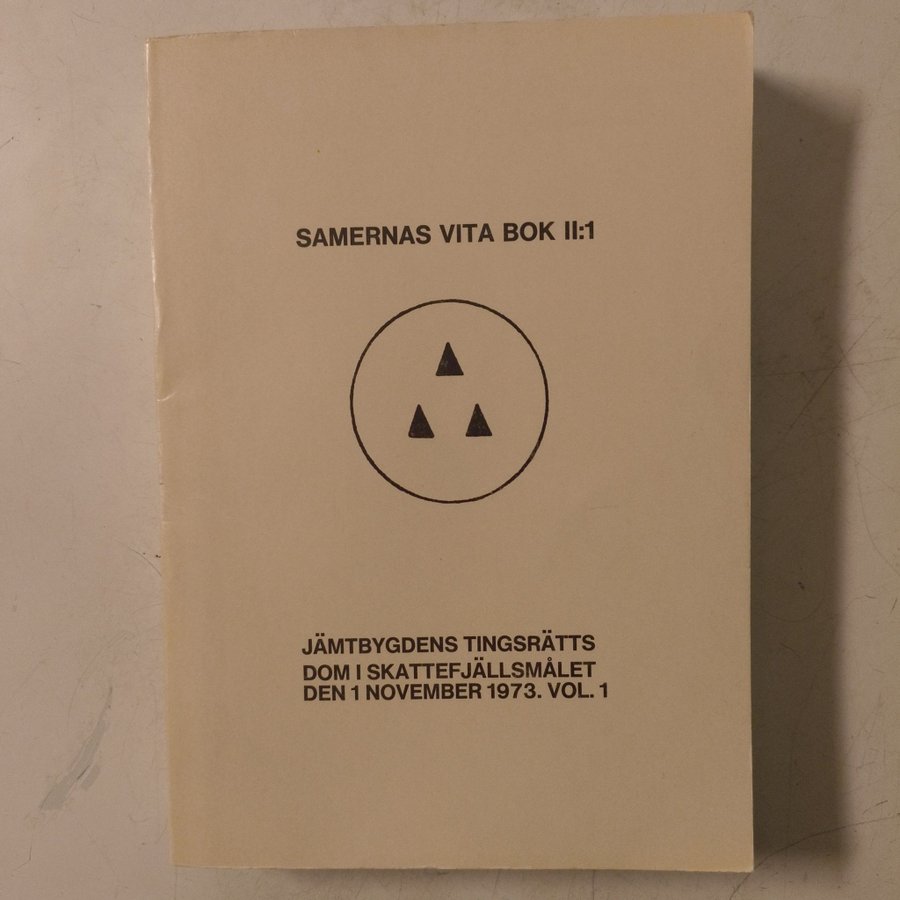 SAMERNAS VITA BOK II:1
JÄMTBYGDENS TINGSRÄTTS
DOM I SKATTEFJÄLLSMÅLET
DEN 1 NOVEMBER 1973. VOL. 1